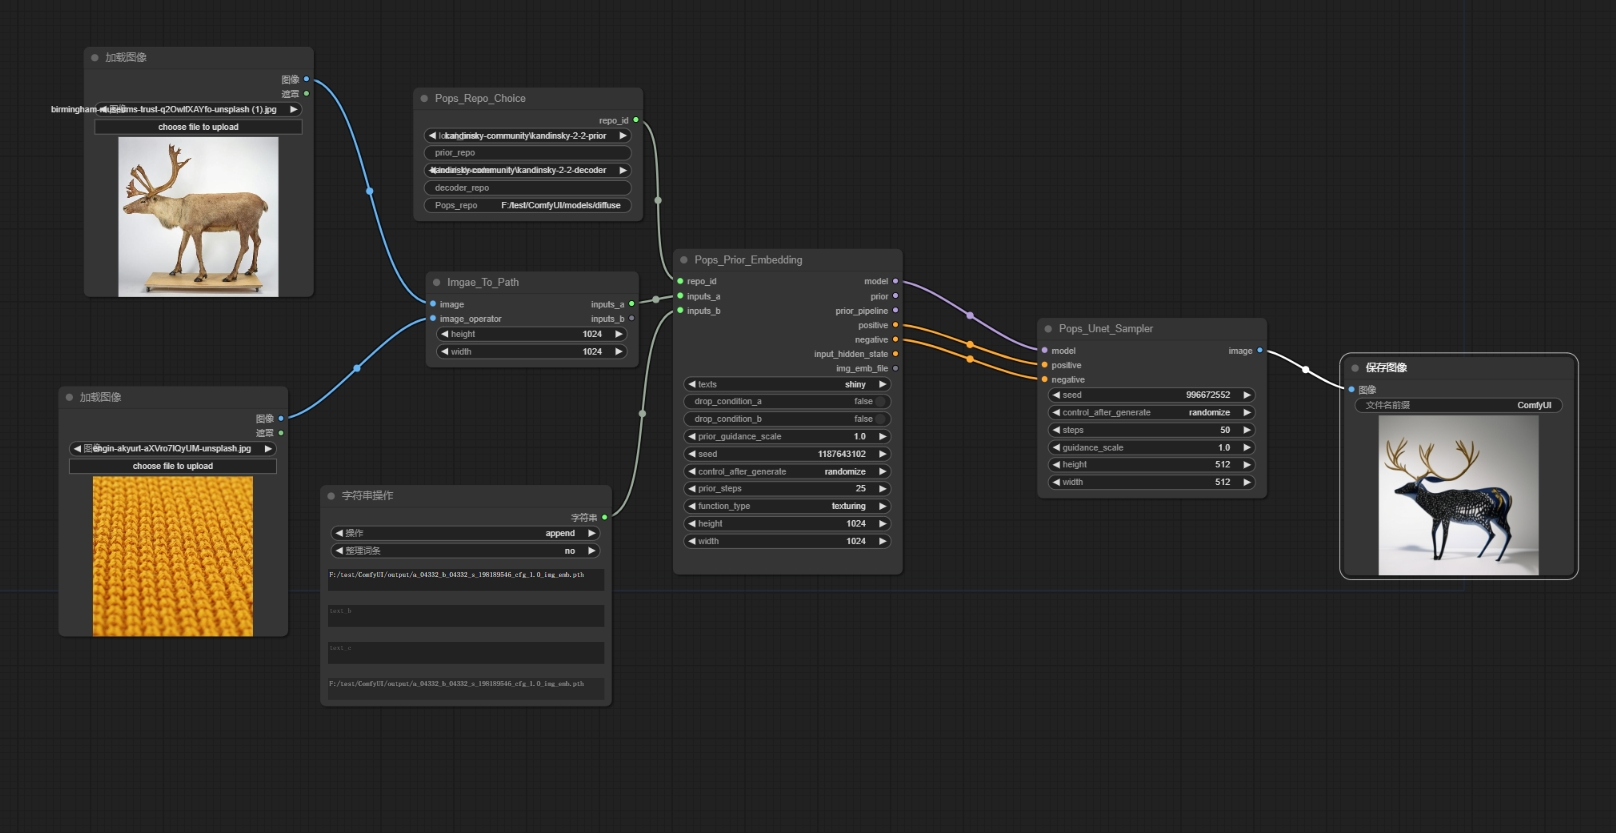 加载图像
图像
遮罩
birmingham-museums-trust-q2OwlfXAYfo-unsplash (1).jpg
choose file to upload
加载图像
图像
遮罩
图像
engin-akyurt-aXVro7lQyUM-unsplash.jpg
choose file to upload
Pops_Repo_Choice
repo_id
kandinsky-community\kandinsky-2-2-prior
prior_repo
kandinsky-community\kandinsky-2-2-decoder
decoder_repo
Pops_repo F:/test/ComfyUI/models/diffuse
Imgae_To_Path
image inputs_a
image_operator inputs_b
height 1024
width 1024
字符串操作
字符串
操作 append
整理词条 no
F:/test/ComfyUI/output/a_04332_b_04332_s_198189546_cfg_1.0_img_emb.pth
text_b
text_c
F:/test/ComfyUI/output/a_04332_b_04332_s_198189546_cfg_1.0_img_emb.pth
Pops_Prior_Embedding
repo_id model
inputs_a prior
inputs_b prior_pipeline
positive
negative
input_hidden_state
img_emb_file
texts shiny
drop_condition_a false
drop_condition_b false
prior_guidance_scale 1.0
seed 1187643102
control_after_generate randomize
prior_steps 25
function_type texturing
height 1024
width 1024
Pops_Unet_Sampler
model image
positive
negative
seed 996672552
control_after_generate randomize
steps 50
guidance_scale 1.0
height 512
width 512
保存图像
图像
文件名前缀 ComfyUI